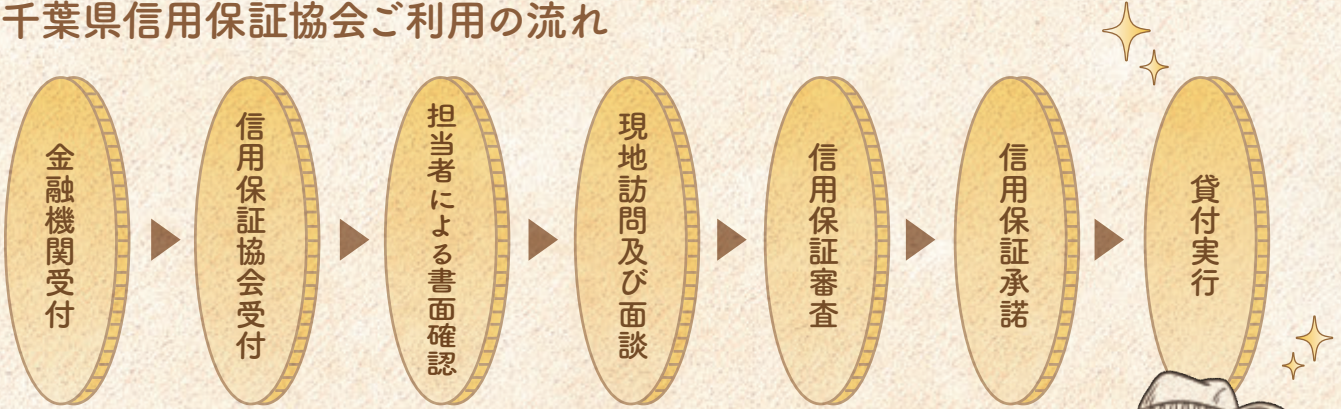 千葉県信用保証協会ご利用の流れ
金融機関受付
信用保証協会受付
担当者による書面確認
現地訪問及び面談
信用保証審査
信用保証承諾
貸付実行